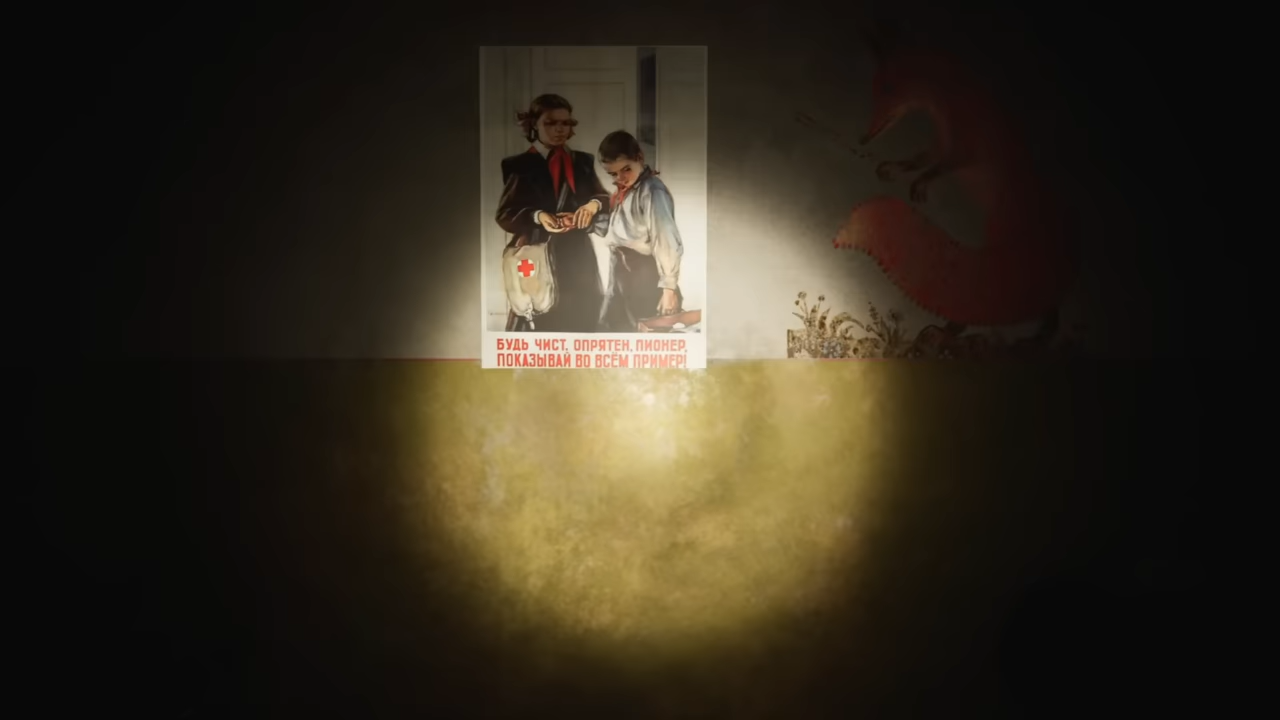 БУДЬ ЧИСТ, ОПРЯТЕН, ПИОНЕР,
ПОКАЗЫВАЙ ВО ВСЁМ ПРИМЕР!